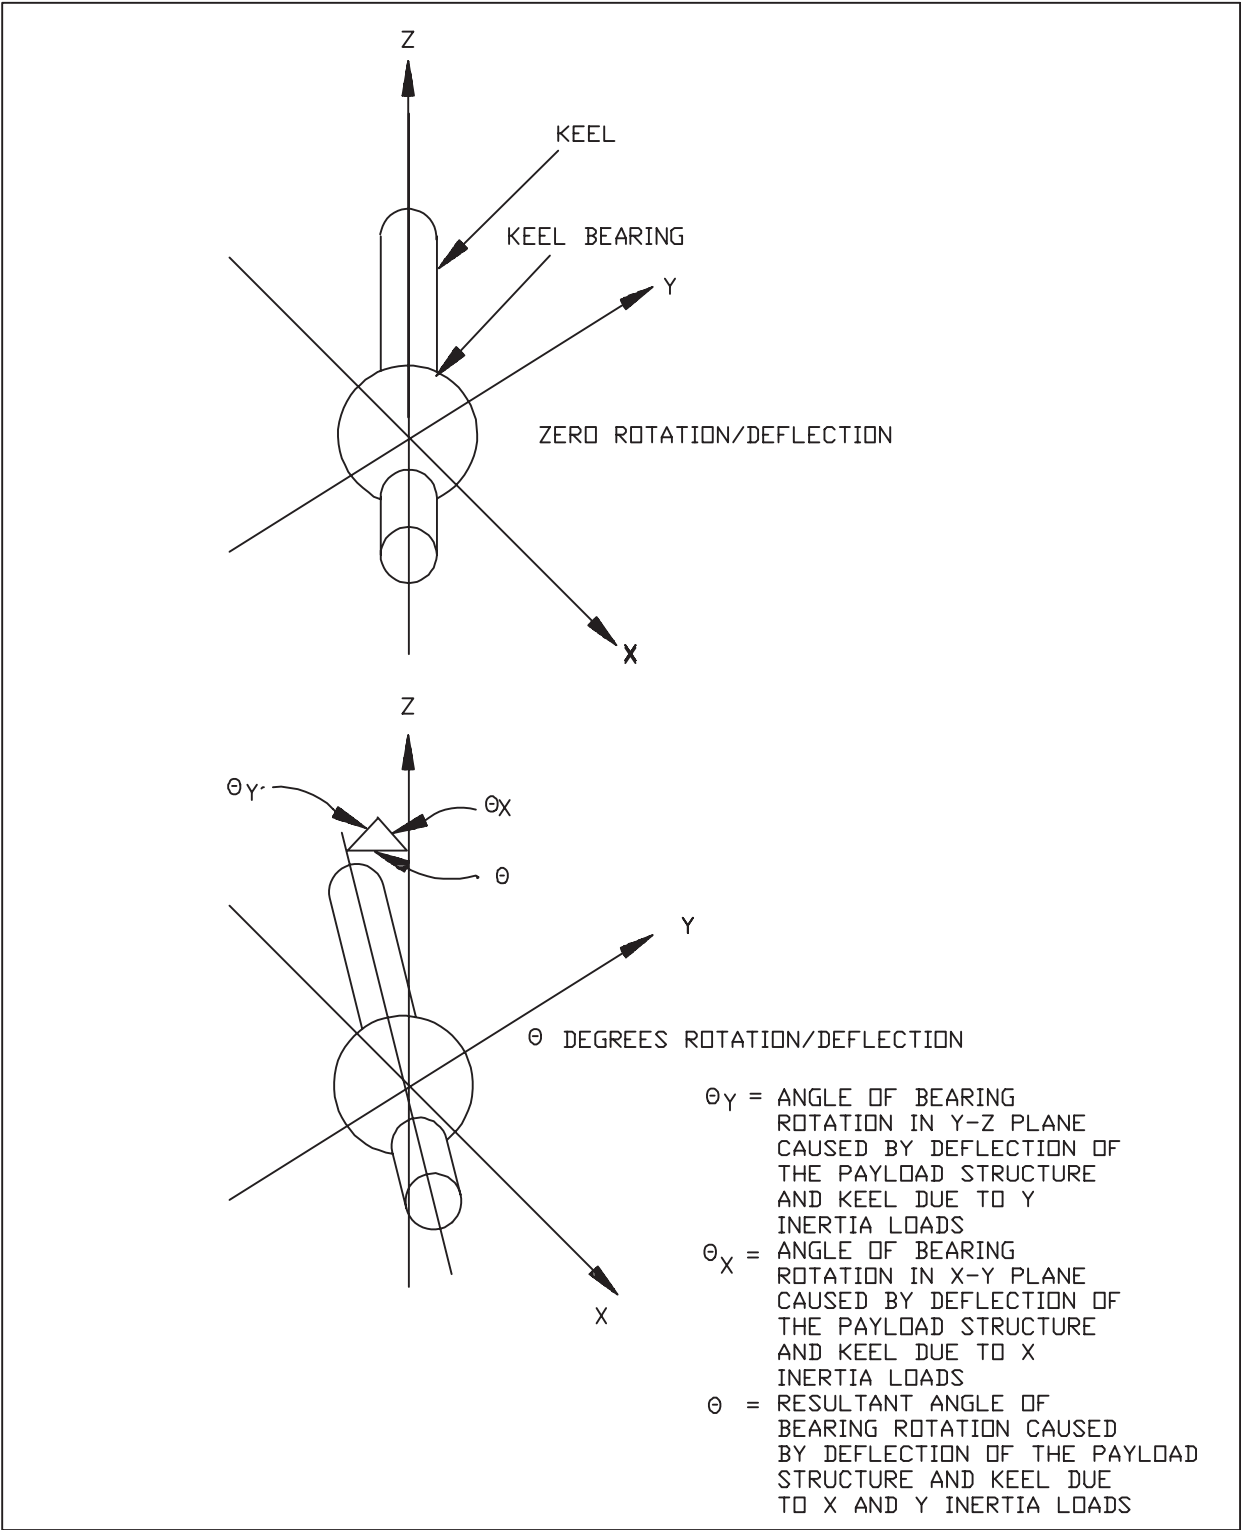 Z
KEEL
KEEL BEARING
Y
ZERO ROTATION/DEFLECTION
X
Z
ΘY
ΘX
Θ
Y
Θ DEGREES ROTATION/DEFLECTION
X
ΘY = ANGLE OF BEARING
ROTATION IN Y-Z PLANE
CAUSED BY DEFLECTION OF
THE PAYLOAD STRUCTURE
AND KEEL DUE TO Y
INERTIA LOADS
ΘX = ANGLE OF BEARING
ROTATION IN X-Y PLANE
CAUSED BY DEFLECTION OF
THE PAYLOAD STRUCTURE
AND KEEL DUE TO X
INERTIA LOADS
Θ = RESULTANT ANGLE OF
BEARING ROTATION CAUSED
BY DEFLECTION OF THE PAYLOAD
STRUCTURE AND KEEL DUE
TO X AND Y INERTIA LOADS